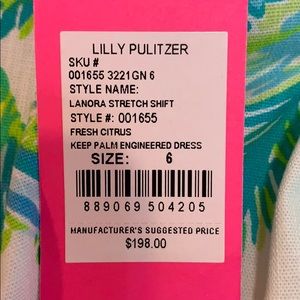 LILLY PULITZER
SKU #
001655 3221GN 6
STYLE NAME:
LANORA STRETCH SHIFT
STYLE #: 001655
FRESH CITRUS
KEEP PALM ENGINEERED DRESS
SIZE: 6
889069 504205
MANUFACTURER'S SUGGESTED PRICE
$198.00